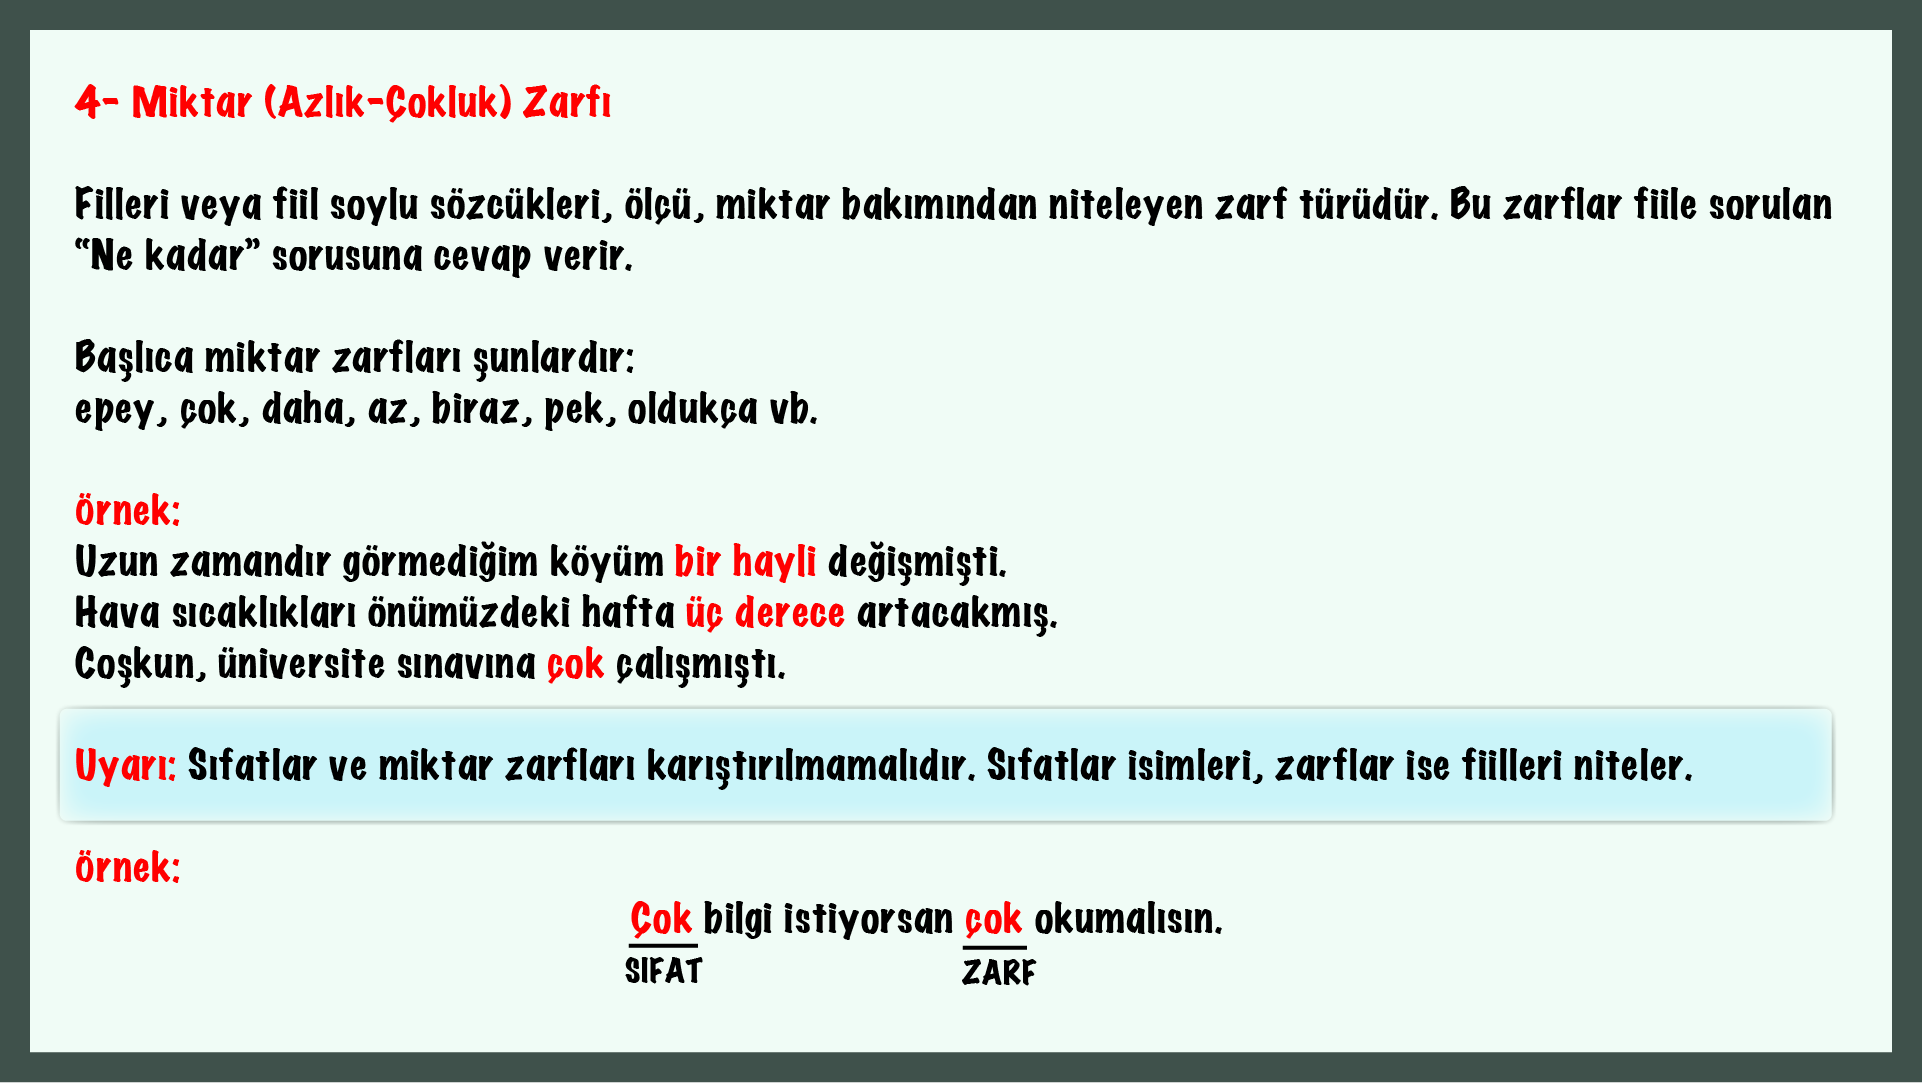 4- Miktar (Azlık-Çokluk) Zarfı
Filleri veya fiil soylu sözcükleri, ölçü, miktar bakımından niteleyen zarf türüdür. Bu zarflar fiile sorulan
“Ne kadar” sorusuna cevap verir.
Başlıca miktar zarfları şunlardır:
epey, çok, daha, az, biraz, pek, oldukça vb.
örnek:
Uzun zamandır görmediğim köyüm bir hayli değişmişti.
Hava sıcaklıkları önümüzdeki hafta üç derece artacakmış.
Coşkun, üniversite sınavına çok çalışmıştı.
Uyarı: Sıfatlar ve miktar zarfları karıştırılmamalıdır. Sıfatlar isimleri, zarflar ise fiilleri niteler.
örnek:
Çok bilgi istiyorsan çok okumalısın.
SIFAT ZARF